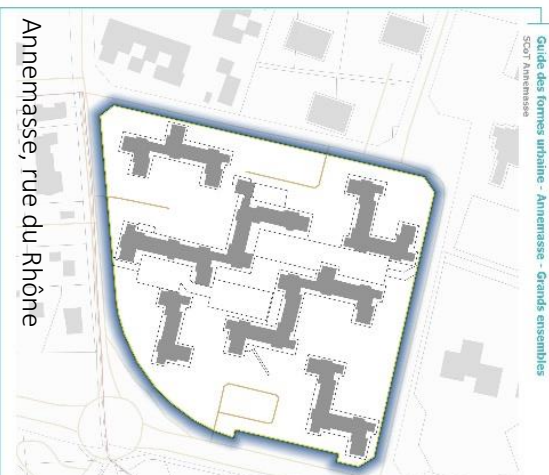 Guide des formes urbaine - Annemasse - Grands ensembles
SCoT Annemasse
Annemasse, rue du Rhône